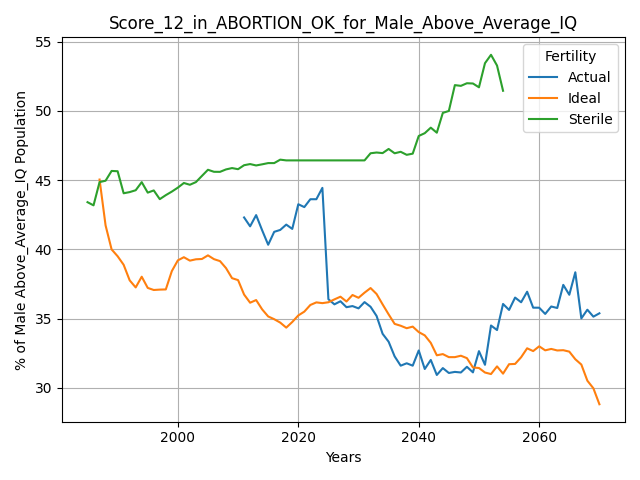 Score_12_in_ABORTION_OK_for_Male_Above_Average_IQ
55
50
45
40
35
30
% of Male Above_Average_IQ Population
Fertility
Actual
Ideal
Sterile
2000
2020
2040
2060
Years